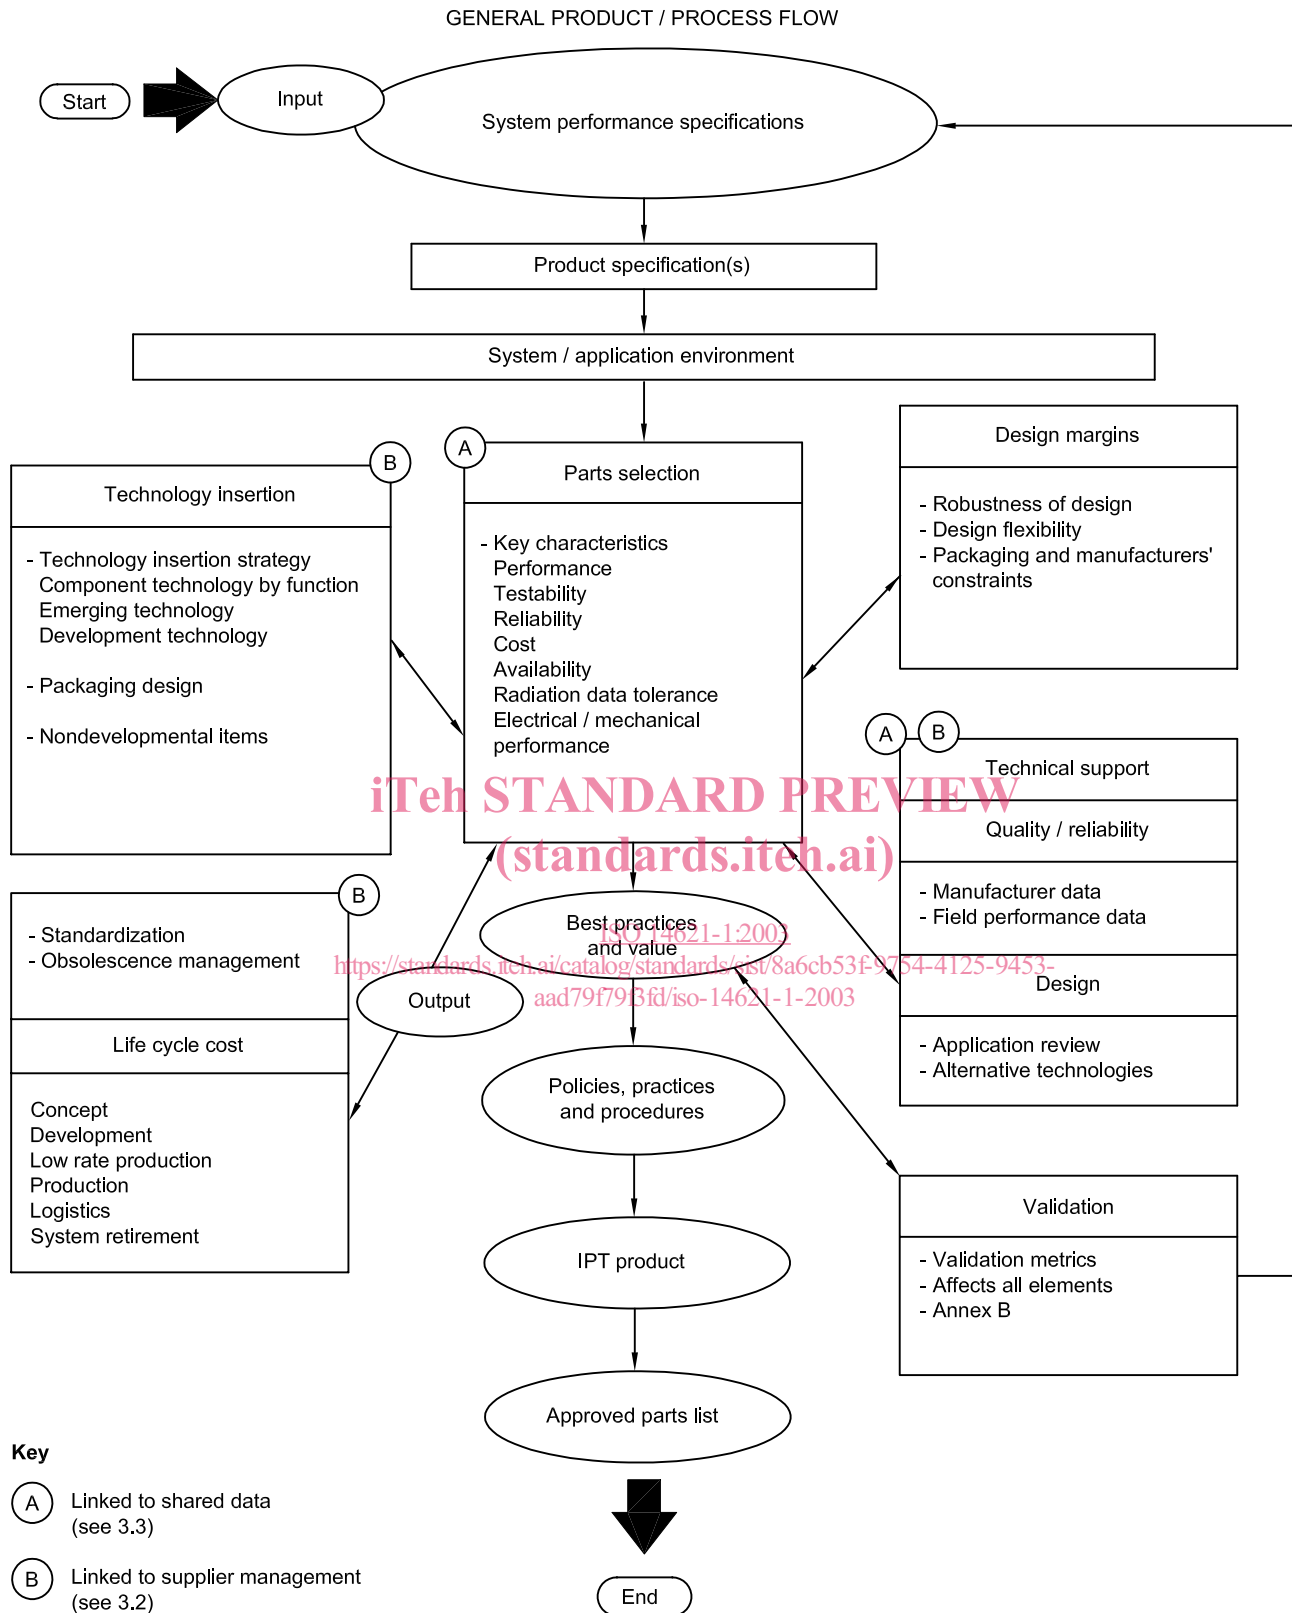 GENERAL PRODUCT / PROCESS FLOW
Start
Input
System performance specifications
Product specification(s)
System / application environment
B
Technology insertion
- Technology insertion strategy
Component technology by function
Emerging technology
Development technology
- Packaging design
- Nondevelopmental items
A
Parts selection
- Key characteristics
Performance
Testability
Reliability
Cost
Availability
Radiation data tolerance
Electrical / mechanical
performance
Design margins
- Robustness of design
- Design flexibility
- Packaging and manufacturers'
constraints
A
B
Technical support
Quality / reliability
- Manufacturer data
- Field performance data
Design
- Application review
- Alternative technologies
iTeh STANDARD PREVIEW
(standards.iteh.ai)
ISO 14621-1:2003
https://standards.iteh.ai/catalog/standards/sist/8a6cb53f-9754-4125-9453-
aad79f79f3fd/iso-14621-1-2003
B
- Standardization
- Obsolescence management
Life cycle cost
Concept
Development
Low rate production
Production
Logistics
System retirement
Output
Best practices
and value
Policies, practices
and procedures
IPT product
Approved parts list
End
Validation
- Validation metrics
- Affects all elements
- Annex B
Key
A
Linked to shared data
(see 3.3)
B
Linked to supplier management
(see 3.2)